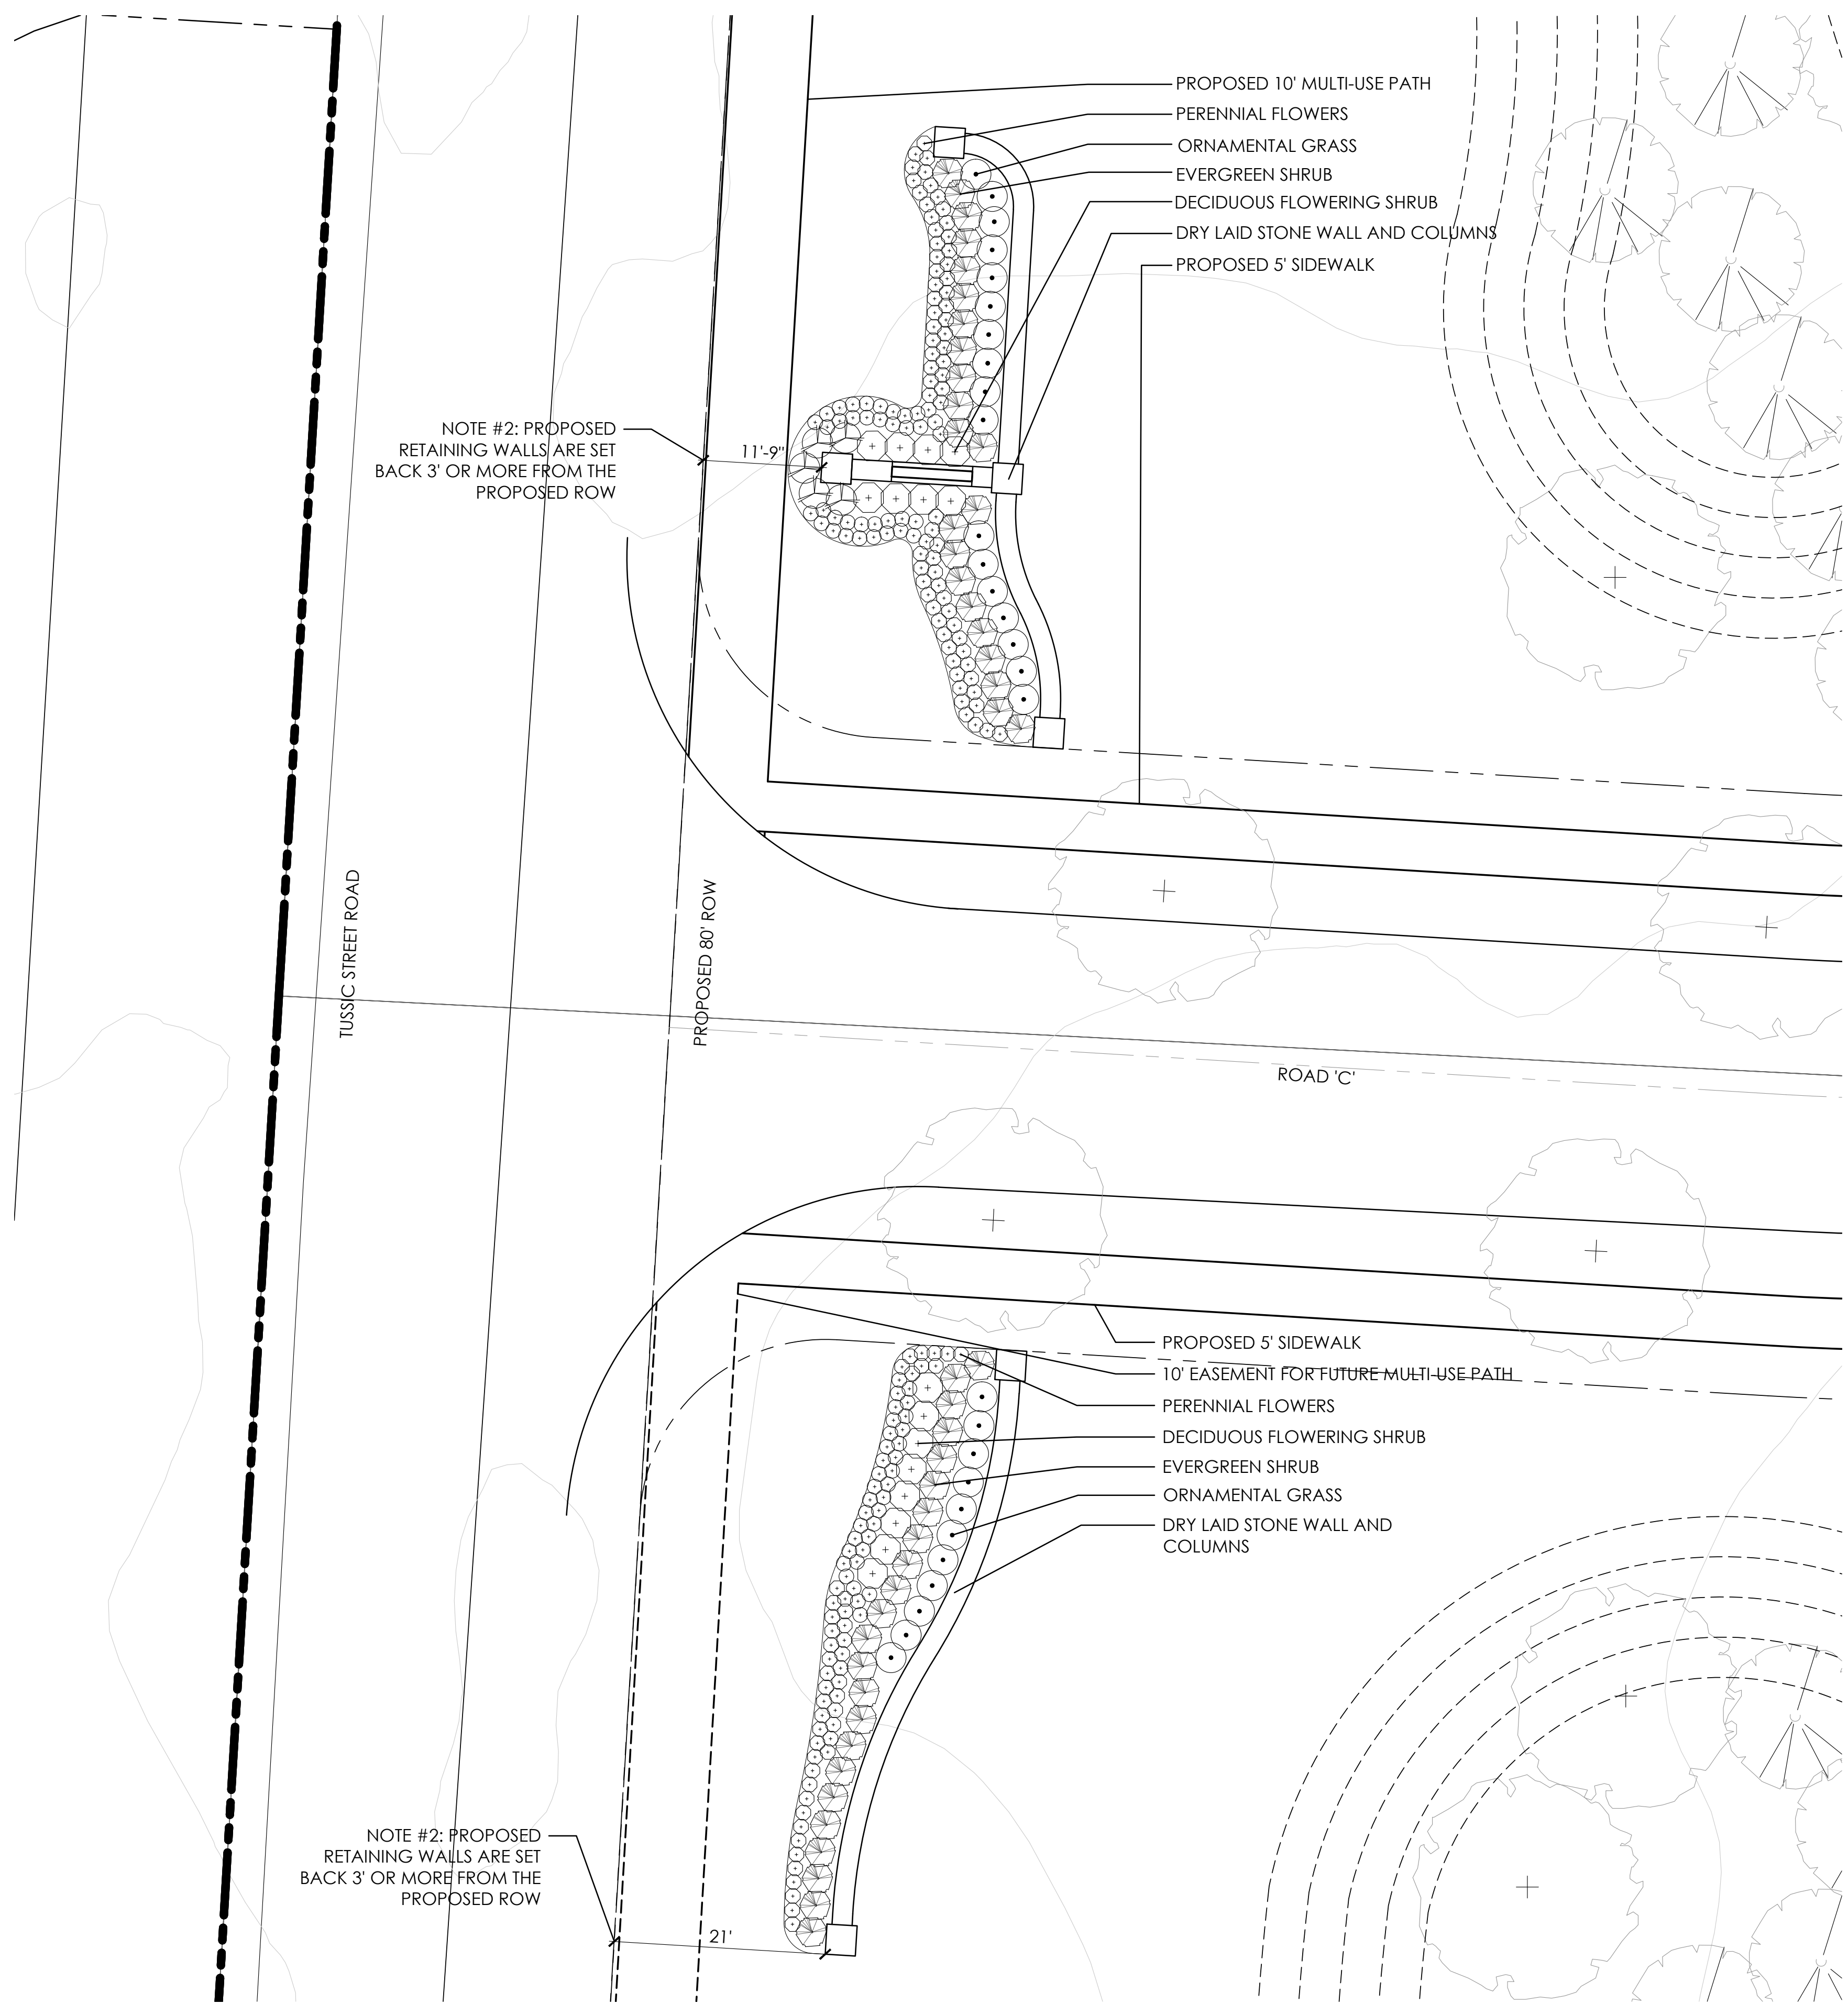 PROPOSED 10' MULTI-USE PATH
PERENNIAL FLOWERS
ORNAMENTAL GRASS
EVERGREEN SHRUB
DECIDUOUS FLOWERING SHRUB
DRY LAID STONE WALL AND COLUMNS
PROPOSED 5' SIDEWALK
NOTE #2: PROPOSED
RETAINING WALLS ARE SET
BACK 3' OR MORE FROM THE
PROPOSED ROW
11'-9"
TUSSIC STREET ROAD
PROPOSED 80' ROW
ROAD 'C'
PROPOSED 5' SIDEWALK
10' EASEMENT FOR FUTURE MULTI-USE PATH
PERENNIAL FLOWERS
DECIDUOUS FLOWERING SHRUB
EVERGREEN SHRUB
ORNAMENTAL GRASS
DRY LAID STONE WALL AND
COLUMNS
NOTE #2: PROPOSED
RETAINING WALLS ARE SET
BACK 3' OR MORE FROM THE
PROPOSED ROW
21'